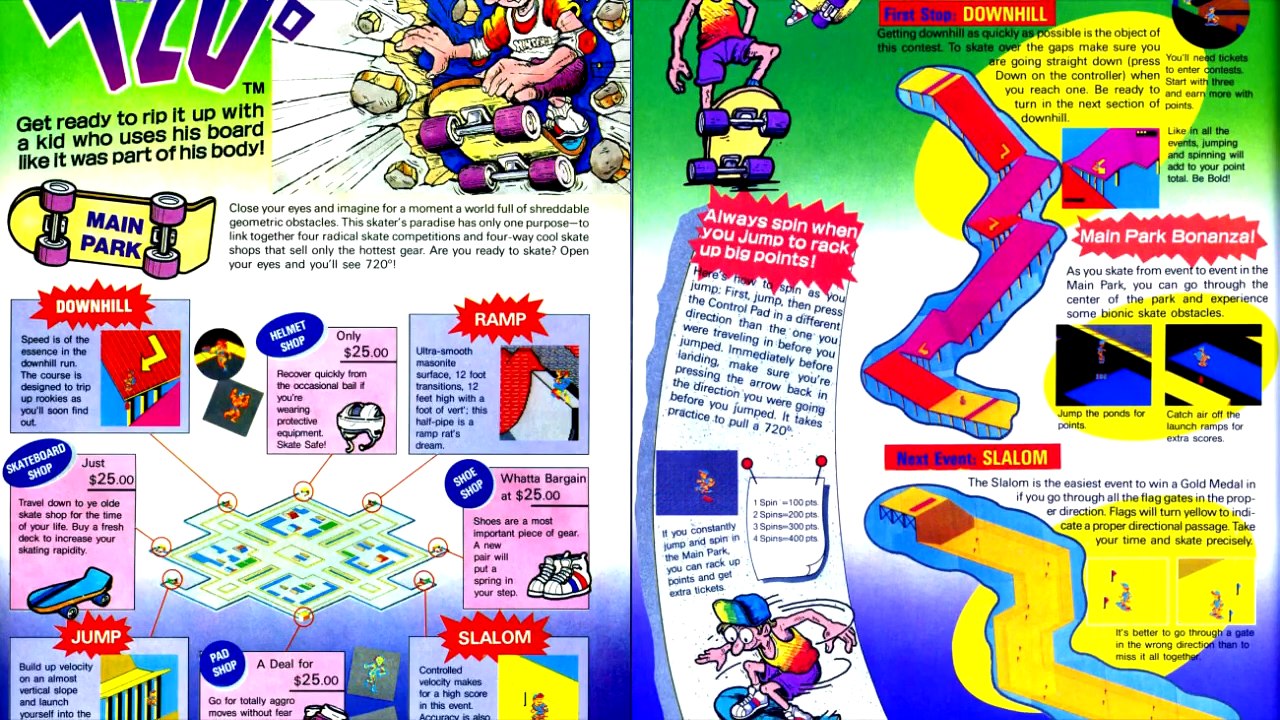 720°
TM
Get ready to rip it up with
a kid who uses his board
like it was part of his body!
MAIN
PARK
Close your eyes and imagine for a moment a world full of shreddable
geometric obstacles. This skater's paradise has only one purpose—to
link together four radical skate competitions and four-way cool skate
shops that sell only the hottest gear. Are you ready to skate? Open
your eyes and you'll see 720°!
DOWNHILL
Speed is of the
essence in the
downhill run.
The course is
designed to trip
up rookies as
you'll soon find
out.
HELMET
SHOP
Only
$25.00
Recover quickly from
the occasional bail if
you're
wearing
protective
equipment.
Skate Safe!
RAMP
Ultra-smooth
masonite
surface, 12 foot
transitions, 12
feet high with a
foot of vert'; this
half-pipe is a
ramp rat's
dream.
SKATEBOARD
SHOP
Just
$25.00
Travel down to ye olde
skate shop for the time
of your life. Buy a fresh
deck to increase your
skating rapidity.
SHOE
SHOP
Whatta Bargain
at $25.00
Shoes are a most
important piece of gear.
A new
pair will
put a
spring in
your step.
JUMP
Build up velocity
on an almost
vertical slope
and launch
yourself into the
PAD
SHOP
A Deal for
$25.00
Go for totally aggro
moves without fear
SLALOM
Controlled
velocity makes
for a high score
in this event.
Accuracy is also
Always spin when
you Jump to rack
up big points!
Here's how to spin as you
jump: First, jump, then press
the Control Pad in a different
direction than the one you
were traveling in before you
jumped. Immediately before
landing, make sure you're
pressing the arrow back in
the direction you were going
before you jumped. It takes
practice to pull a 720°.
If you constantly
jump and spin in
the Main Park,
you can rack up
points and get
extra tickets.
1 Spin =100 pts.
2 Spins=200 pts.
3 Spins=300 pts.
4 Spins=400 pts.
First Stop: DOWNHILL
Getting downhill as quickly as possible is the object of
this contest. To skate over the gaps make sure you
are going straight down (press
Down on the controller) when
you reach one. Be ready to
turn in the next section of
downhill.
You'll need tickets
to enter contests.
Start with three
and earn more with
points.
Like in all the
events, jumping
and spinning will
add to your point
total. Be Bold!
Main Park Bonanza!
As you skate from event to event in the
Main Park, you can go through the
center of the park and experience
some bionic skate obstacles.
Jump the ponds for
points.
Catch air off the
launch ramps for
extra scores.
Next Event: SLALOM
The Slalom is the easiest event to win a Gold Medal in
if you go through all the flag gates in the prop-
er direction. Flags will turn yellow to indi-
cate a proper directional passage. Take
your time and skate precisely.
It's better to go through a gate
in the wrong direction than to
miss it all together.